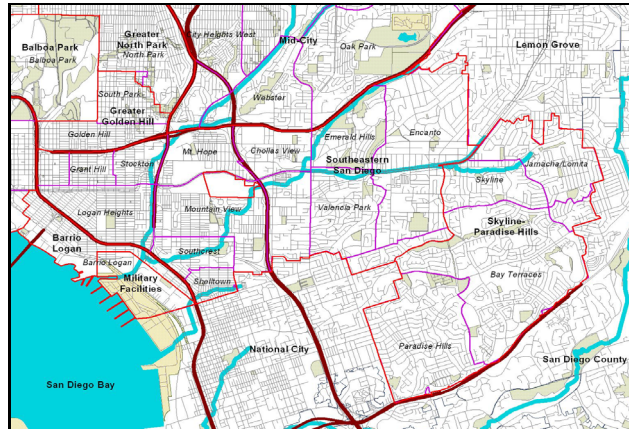 Greater
North Park
North Park
City Heights West
Mid-City
Oak Park
Lemon Grove
Balboa Park
Balboa Park
South Park
Webster
Greater
Golden Hill
Golden Hill
Emerald Hills
Encanto
Stockton
Mt. Hope
Chollas View
Southeastern
San Diego
Grant Hill
Jamacha/Lomita
Skyline
Logan Heights
Mountain View
Valencia Park
Skyline-
Paradise Hills
Barrio
Logan
Southcrest
Barrio Logan
Military
Facilities
Shelltown
Bay Terraces
National City
Paradise Hills
San Diego County
San Diego Bay